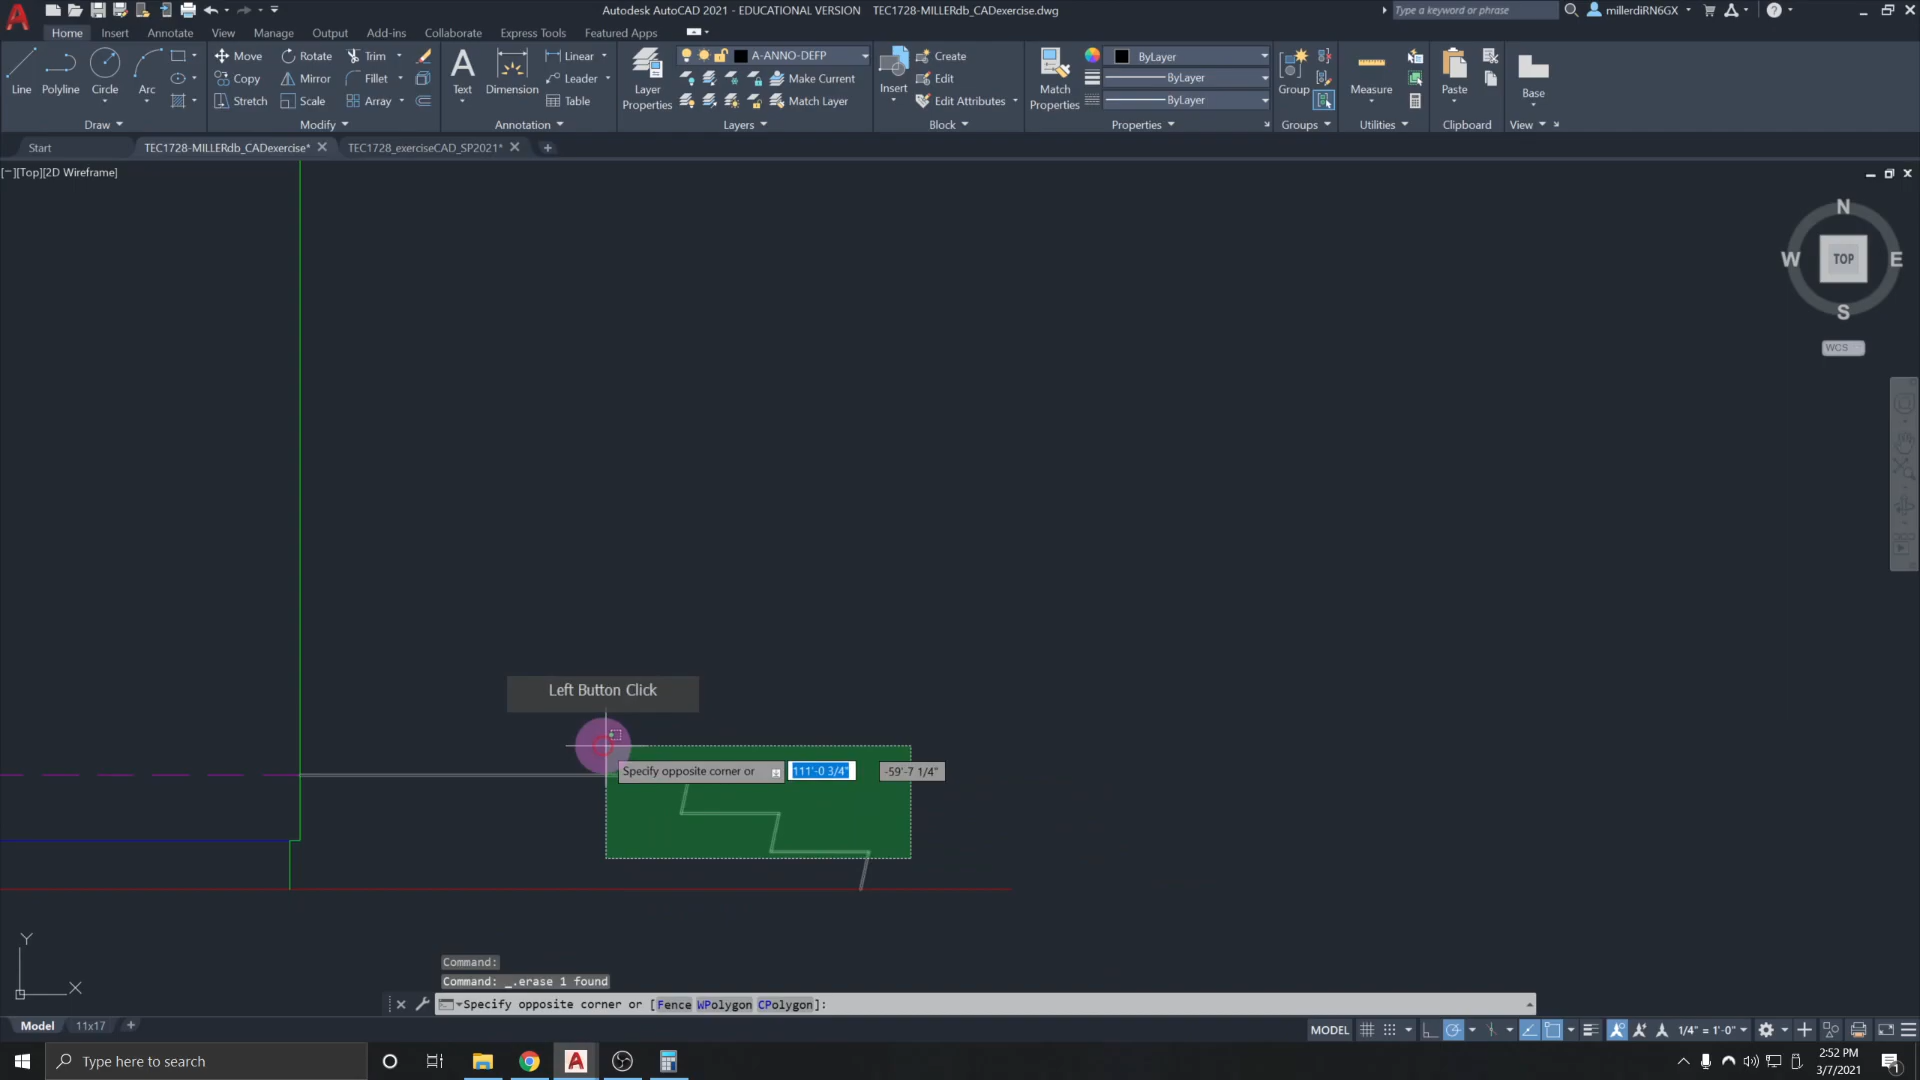 Autodesk AutoCAD 2021 - EDUCATIONAL VERSION TEC1728-MILLERdb_CADexercise.dwg
Type a keyword or phrase
millerdiRN6GX
Home Insert Annotate View Manage Output Add-ins Collaborate Express Tools Featured Apps
Line Polyline Circle Arc
Move Rotate Trim
Copy Mirror Fillet
Stretch Scale Array
Text Dimension
Linear
Leader
Table
Layer Properties
A-ANNO-DEFP
Make Current
Match Layer
Insert
Create
Edit
Edit Attributes
Match Properties
ByLayer
ByLayer
ByLayer
Group Measure Paste Base
Draw Modify Annotation Layers Block Properties Groups Utilities Clipboard View
Start TEC1728-MILLERdb_CADexercise* TEC1728_exerciseCAD_SP2021*
[−][Top][2D Wireframe]
N
W TOP E
S
WCS
Left Button Click
Specify opposite corner or 111'-0 3/4" -59'-7 1/4"
Y
X
Command:
Command: _.erase 1 found
Specify opposite corner or [Fence WPolygon CPolygon]:
Model 11x17
MODEL 1/4" = 1'-0"
Type here to search
2:52 PM
3/7/2021
1